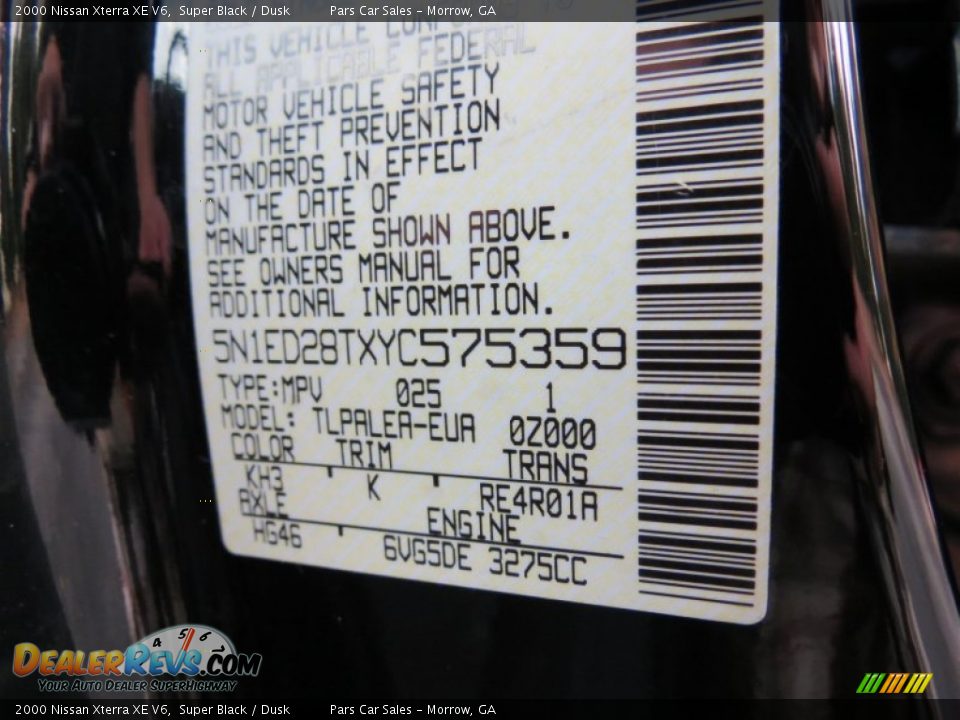 2000 Nissan Xterra XE V6, Super Black / Dusk Pars Car Sales - Morrow, GA
THIS VEHICLE
ALL APPLICABLE FEDERAL
MOTOR VEHICLE SAFETY
AND THEFT PREVENTION
STANDARDS IN EFFECT
ON THE DATE OF
MANUFACTURE SHOWN ABOVE.
SEE OWNERS MANUAL FOR
ADDITIONAL INFORMATION.
5N1ED28TXYC575359
TYPE:MPV 025 1
MODEL: TLPALEA-EUA 0Z000
COLOR TRIM TRANS
KH3 K RE4R01A
AXLE ENGINE
HG46 6VG5DE 3275CC
DEALERREVS.COM
YOUR AUTO DEALER SUPERHIGHWAY
2000 Nissan Xterra XE V6, Super Black / Dusk Pars Car Sales - Morrow, GA